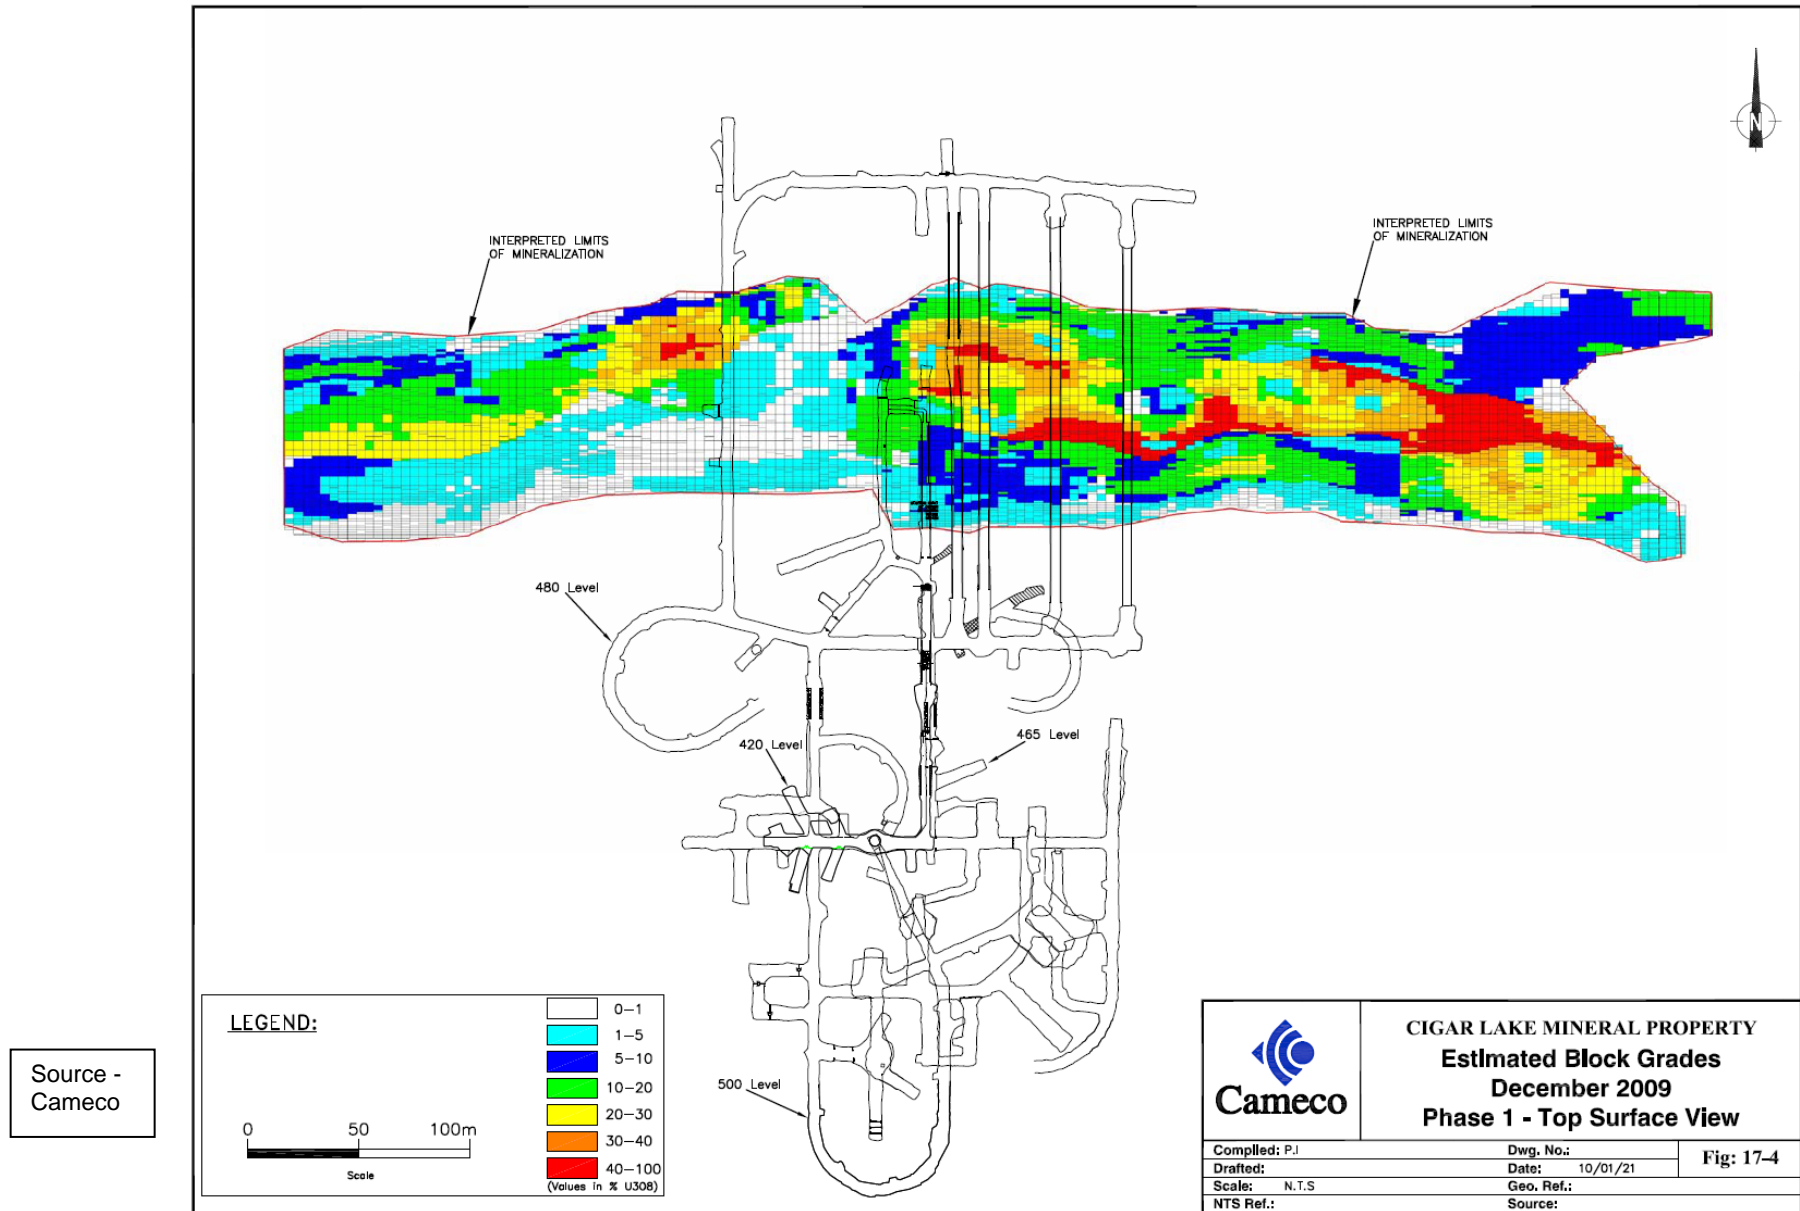 N
INTERPRETED LIMITS
OF MINERALIZATION
INTERPRETED LIMITS
OF MINERALIZATION
480 Level
420 Level
465 Level
500 Level
LEGEND:
0-1
1-5
5-10
10-20
20-30
30-40
40-100
(Values in % U308)
0 50 100m
Scale
Source -
Cameco
Cameco
CIGAR LAKE MINERAL PROPERTY
Estimated Block Grades
December 2009
Phase 1 - Top Surface View
Compiled: P.I
Dwg. No.:
Drafted:
Date: 10/01/21
Scale: N.T.S
Geo. Ref.:
NTS Ref.:
Source:
Fig: 17-4